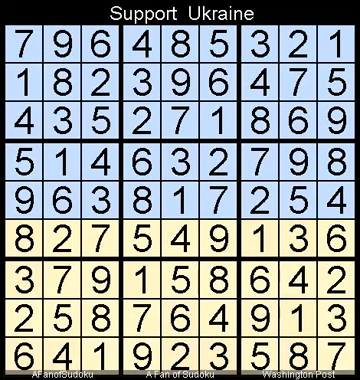 Support Ukraine
7 9 6 4 8 5 3 2 1
1 8 2 3 9 6 4 7 5
4 3 5 2 7 1 8 6 9
5 1 4 6 3 2 7 9 8
9 6 3 8 1 7 2 5 4
8 2 7 5 4 9 1 3 6
3 7 9 1 5 8 6 4 2
2 5 8 7 6 4 9 1 3
6 4 1 9 2 3 5 8 7
AFanofSudoku A Fan of Sudoku Washington Post